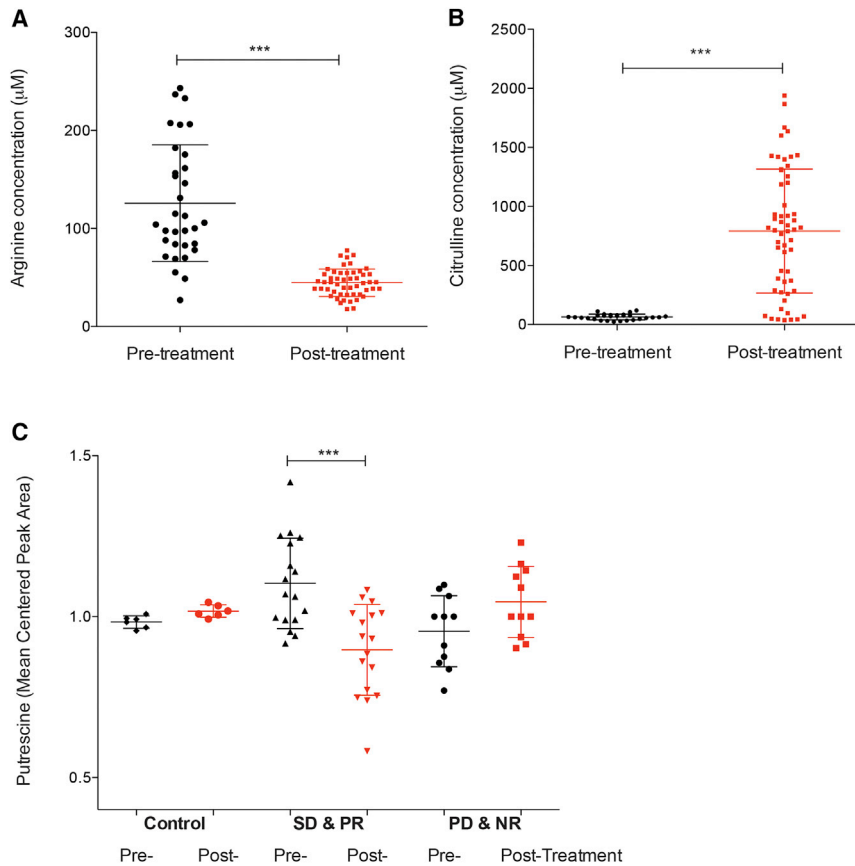 A
300
200
100
0
Arginine concentration (µM)
***
Pre-treatment Post-treatment
B
2500
2000
1500
1000
500
0
Citrulline concentration (µM)
***
Pre-treatment Post-treatment
C
1.5
1.0
0.5
Putrescine (Mean Centered Peak Area)
***
Control SD & PR PD & NR
Pre- Post- Pre- Post- Pre- Post-Treatment